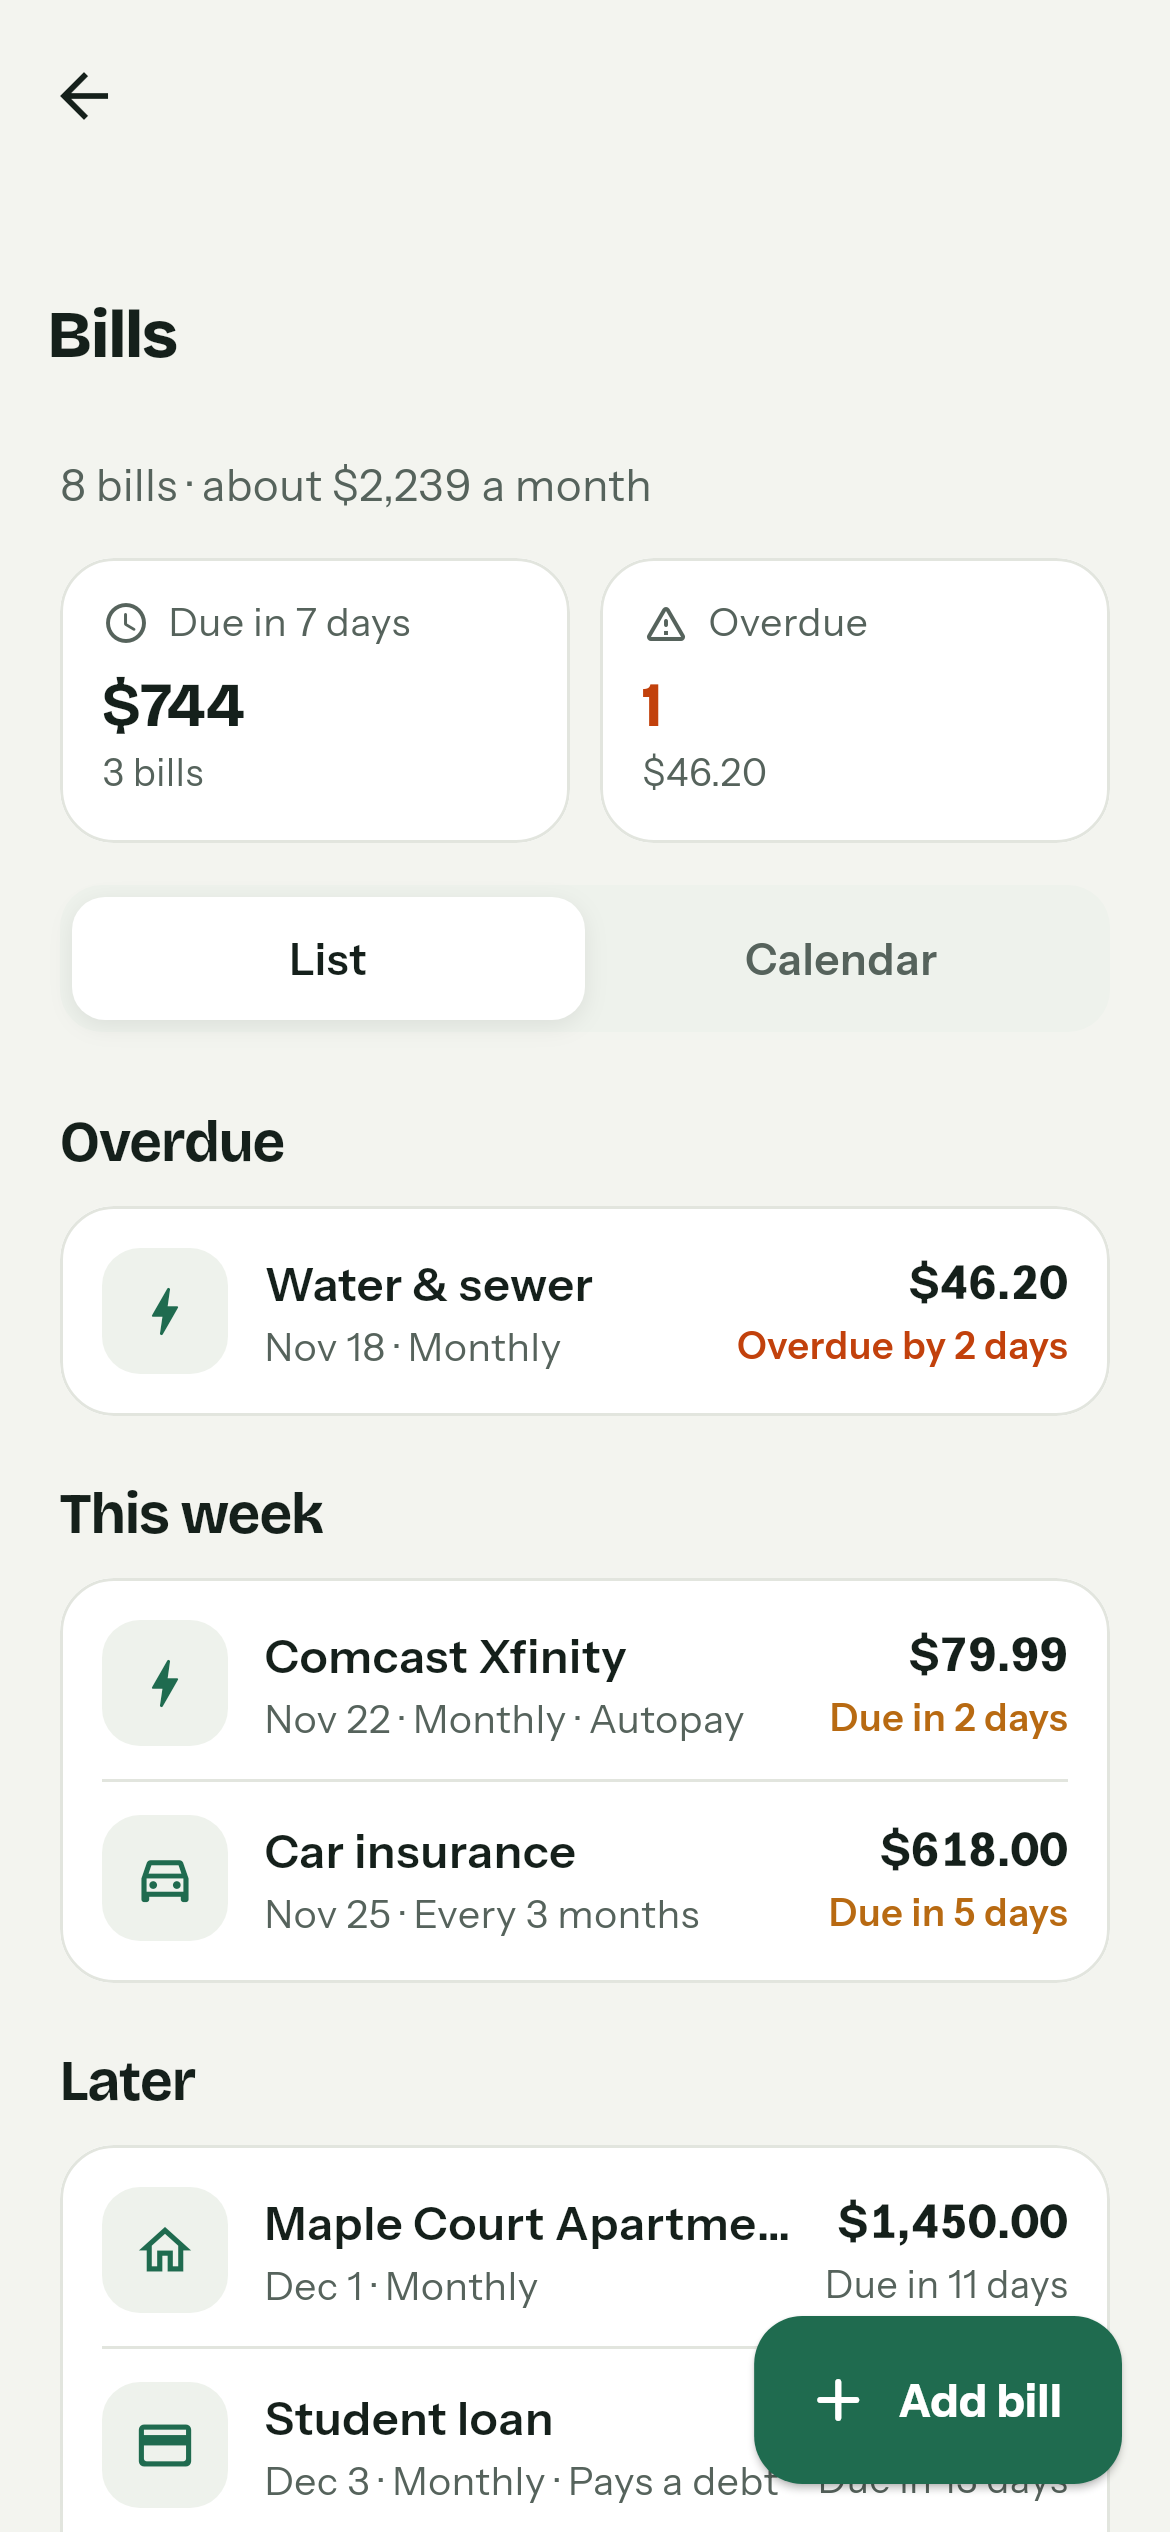 Bills
8 bills · about $2,239 a month
Due in 7 days
$744
3 bills
Overdue
1
$46.20
List
Calendar
Overdue
Water & sewer
$46.20
Nov 18 · Monthly
Overdue by 2 days
This week
Comcast Xfinity
$79.99
Nov 22 · Monthly · Autopay
Due in 2 days
Car insurance
$618.00
Nov 25 · Every 3 months
Due in 5 days
Later
Maple Court Apartme...
$1,450.00
Dec 1 · Monthly
Due in 11 days
Add bill
Student loan
Dec 3 · Monthly · Pays a debt
Due in 13 days